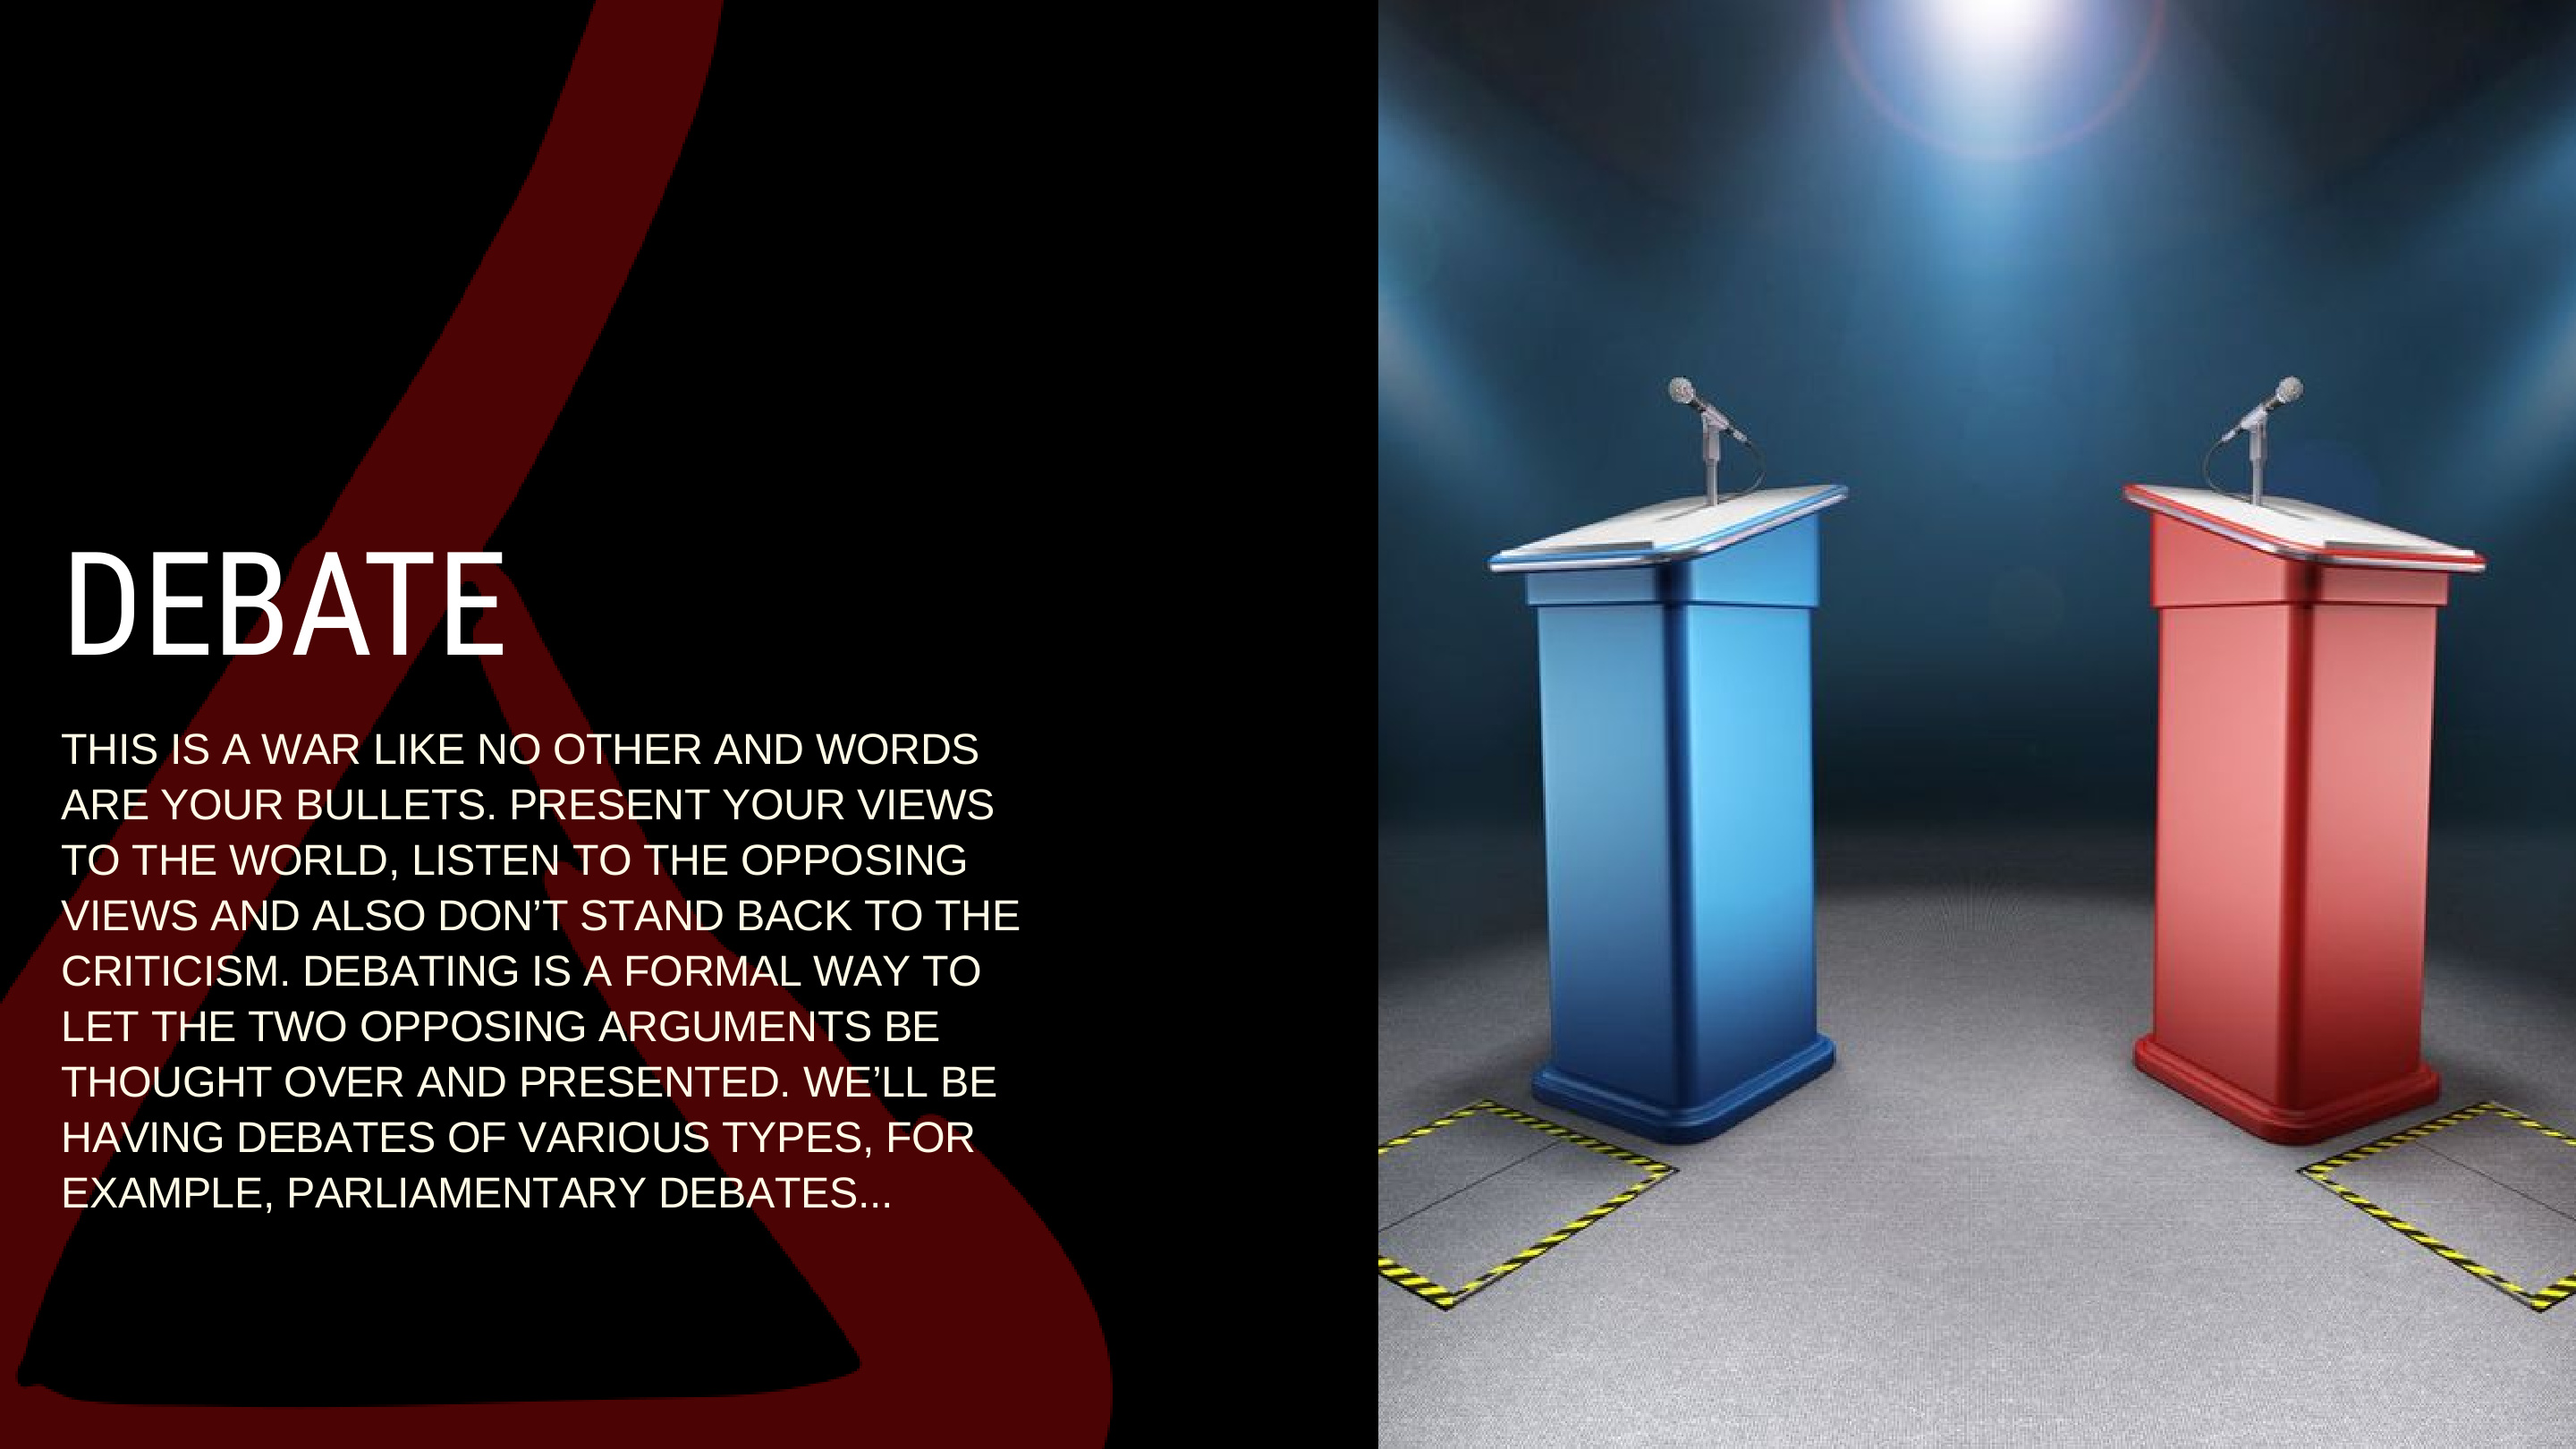 DEBATE
THIS IS A WAR LIKE NO OTHER AND WORDS
ARE YOUR BULLETS. PRESENT YOUR VIEWS
TO THE WORLD, LISTEN TO THE OPPOSING
VIEWS AND ALSO DON’T STAND BACK TO THE
CRITICISM. DEBATING IS A FORMAL WAY TO
LET THE TWO OPPOSING ARGUMENTS BE
THOUGHT OVER AND PRESENTED. WE’LL BE
HAVING DEBATES OF VARIOUS TYPES, FOR
EXAMPLE, PARLIAMENTARY DEBATES...